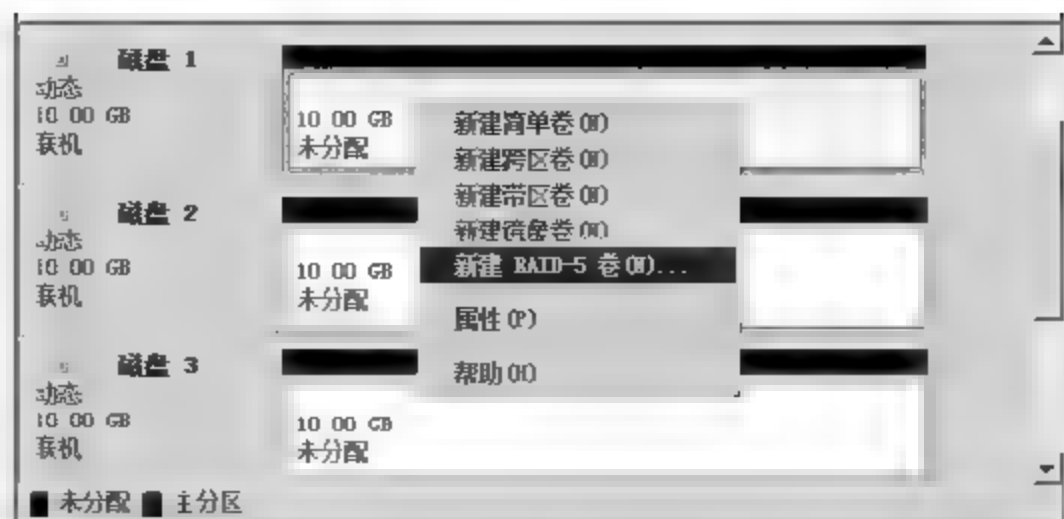 磁盘 1
动态
10.00 GB
联机
10.00 GB
未分配
新建简单卷(N)
新建跨区卷(N)
新建带区卷(N)
新建镜像卷(N)
新建 RAID-5 卷(N)...
属性(P)
帮助(H)
磁盘 2
动态
10.00 GB
联机
10.00 GB
未分配
磁盘 3
动态
10.00 GB
联机
10.00 GB
未分配
未分配 主分区